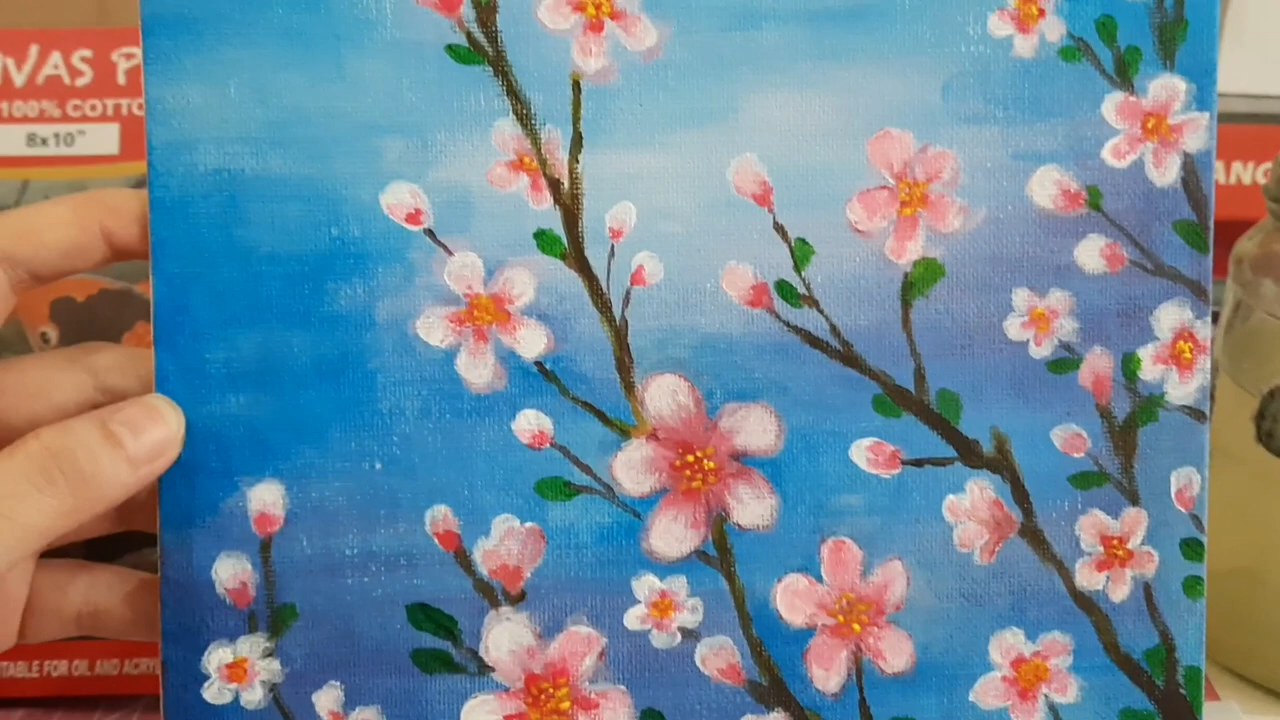 VAS P
100% COTTO
8x10"
ANG
TABLE FOR OIL AND ACRY